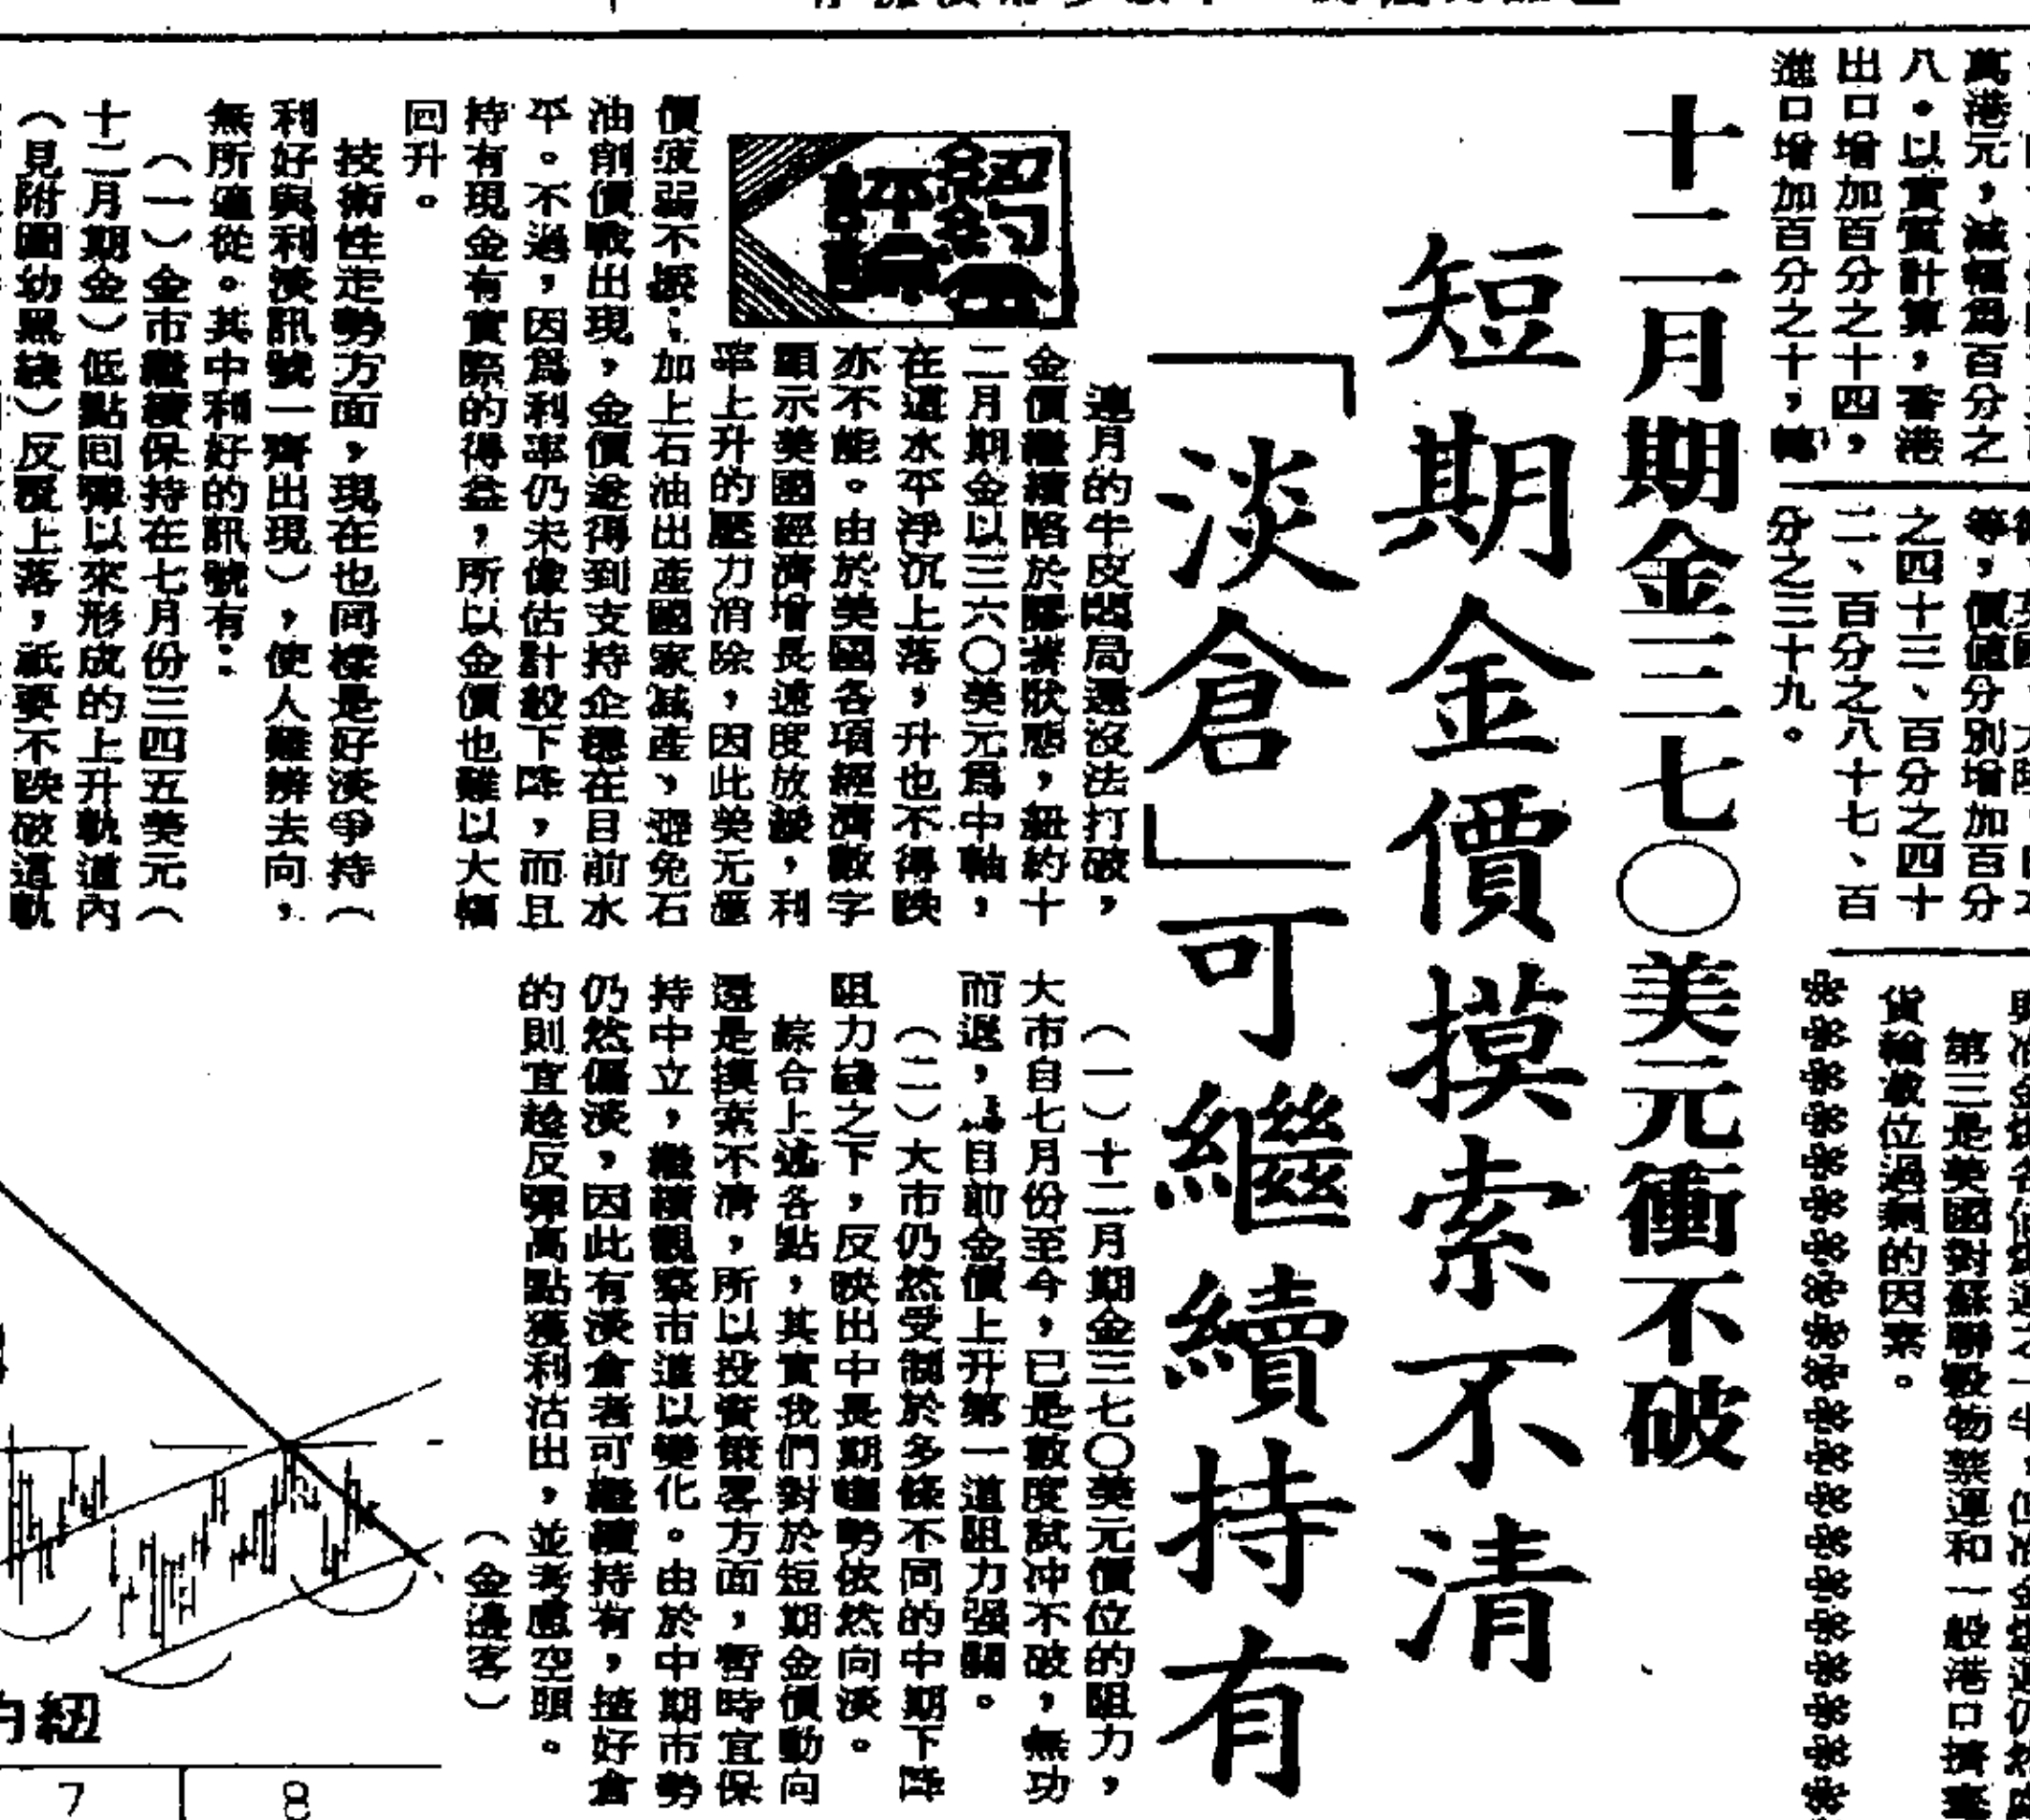 萬港元，減幅爲百分之
八。以實質計算，香港
出口增加百分之十四，
進口增加百分之十，轉
等，價值分別增加百分
之四十三、百分之四十
二、百分之八十七、百
分之三十九。
第三是美國對蘇聯穀物禁運和一般港口擠塞
貨輪噸位過剩的因素。
十二月期金三七〇美元衝不破
短期金價摸索不清
「淡倉」可繼續持有
紐約
評論
連月的牛皮悶局還沒法打破，
金價繼續陷於膠著狀態，紐約十
二月期金以三六〇美元爲中軸，
在這水平浮沉上落，升也不得跌
亦不能。由於美國各項經濟數字
顯示美國經濟增長速度放緩，利
率上升的壓力消除，因此美元滙
價疲弱不振；加上石油出產國家減產、避免石
油削價戰出現，金價遂得到支持企穩在目前水
平。不過，因爲利率仍未像估計般下降，而且
持有現金有實際的得益，所以金價也難以大幅
回升。
技術性走勢方面，現在也同樣是好淡爭持（
利好與利淡訊號一齊出現），使人難辨去向，
無所適從。其中利好的訊號有：
（一）金市繼續保持在七月份三四五美元（
十二月期金）低點回彈以來形成的上升軌道內
（見附圖幼黑綫）反覆上落，祇要不跌破這軌
（一）十二月期金三七〇美元價位的阻力，
大市自七月份至今，已是數度試冲不破，無功
而退，爲目前金價上升第一道阻力强關。
（二）大市仍然受制於多條不同的中期下降
阻力綫之下，反映出中長期趨勢依然向淡。
綜合上述各點，其實我們對於短期金價動向
還是摸索不清，所以投資策略方面，暫時宜保
持中立，繼續觀察市道以變化。由於中期市勢
仍然偏淡，因此有淡倉者可繼續持有，揸好倉
的則宜趁反彈高點獲利沽出，並考慮空頭。
（金邊客）
紐
7
8